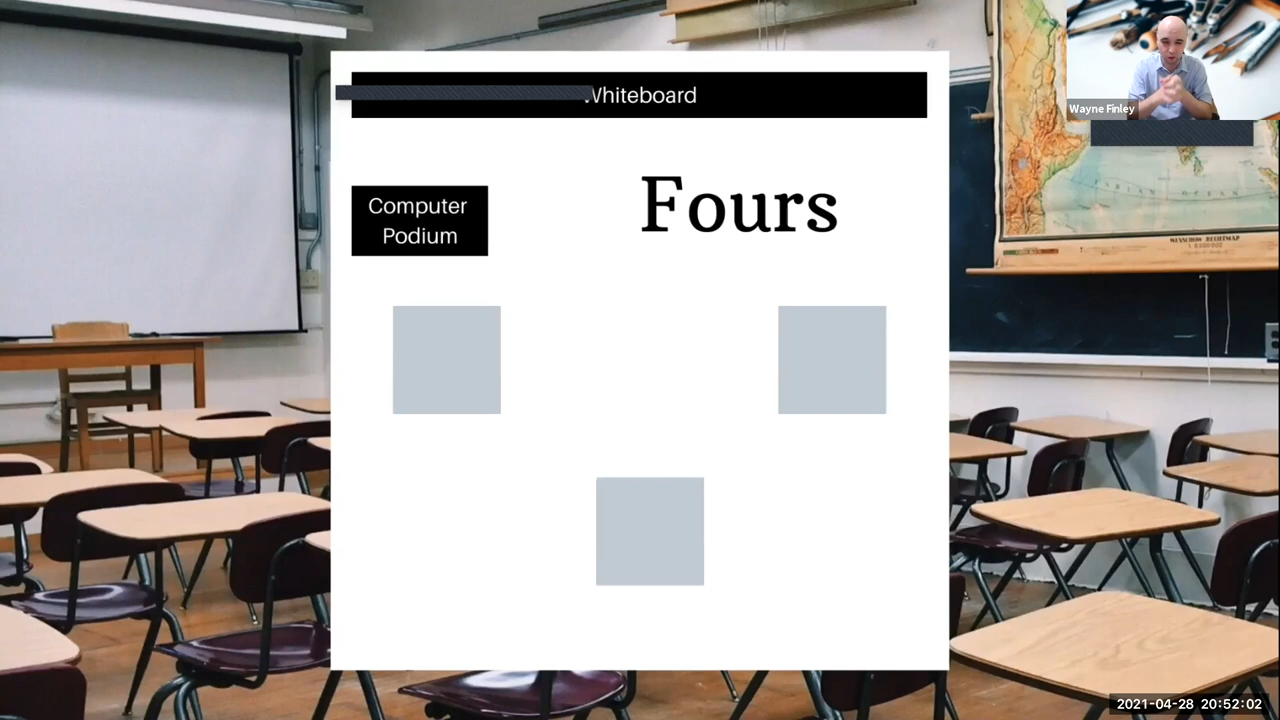 Whiteboard
Wayne Finley
Fours
Computer
Podium
2021-04-28 20:52:02